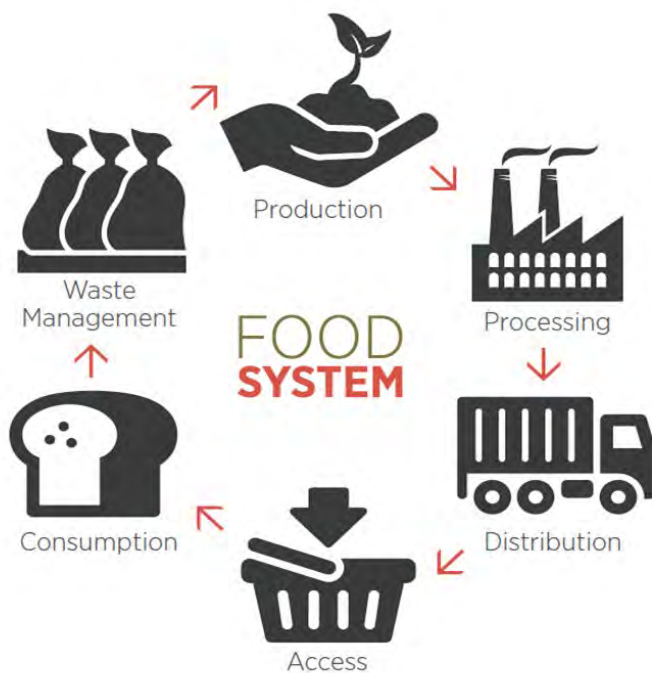 Production
Processing
Distribution
Access
Consumption
Waste
Management
FOOD
SYSTEM